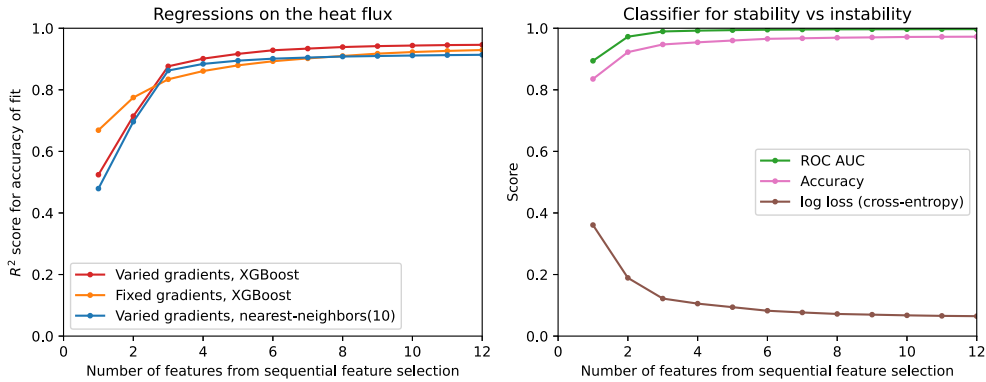 Regressions on the heat flux
1.0
0.8
0.6
0.4
0.2
0.0
R² score for accuracy of fit
Varied gradients, XGBoost
Fixed gradients, XGBoost
Varied gradients, nearest-neighbors(10)
0 2 4 6 8 10 12
Number of features from sequential feature selection
Classifier for stability vs instability
1.0
0.8
0.6
0.4
0.2
0.0
Score
ROC AUC
Accuracy
log loss (cross-entropy)
0 2 4 6 8 10 12
Number of features from sequential feature selection